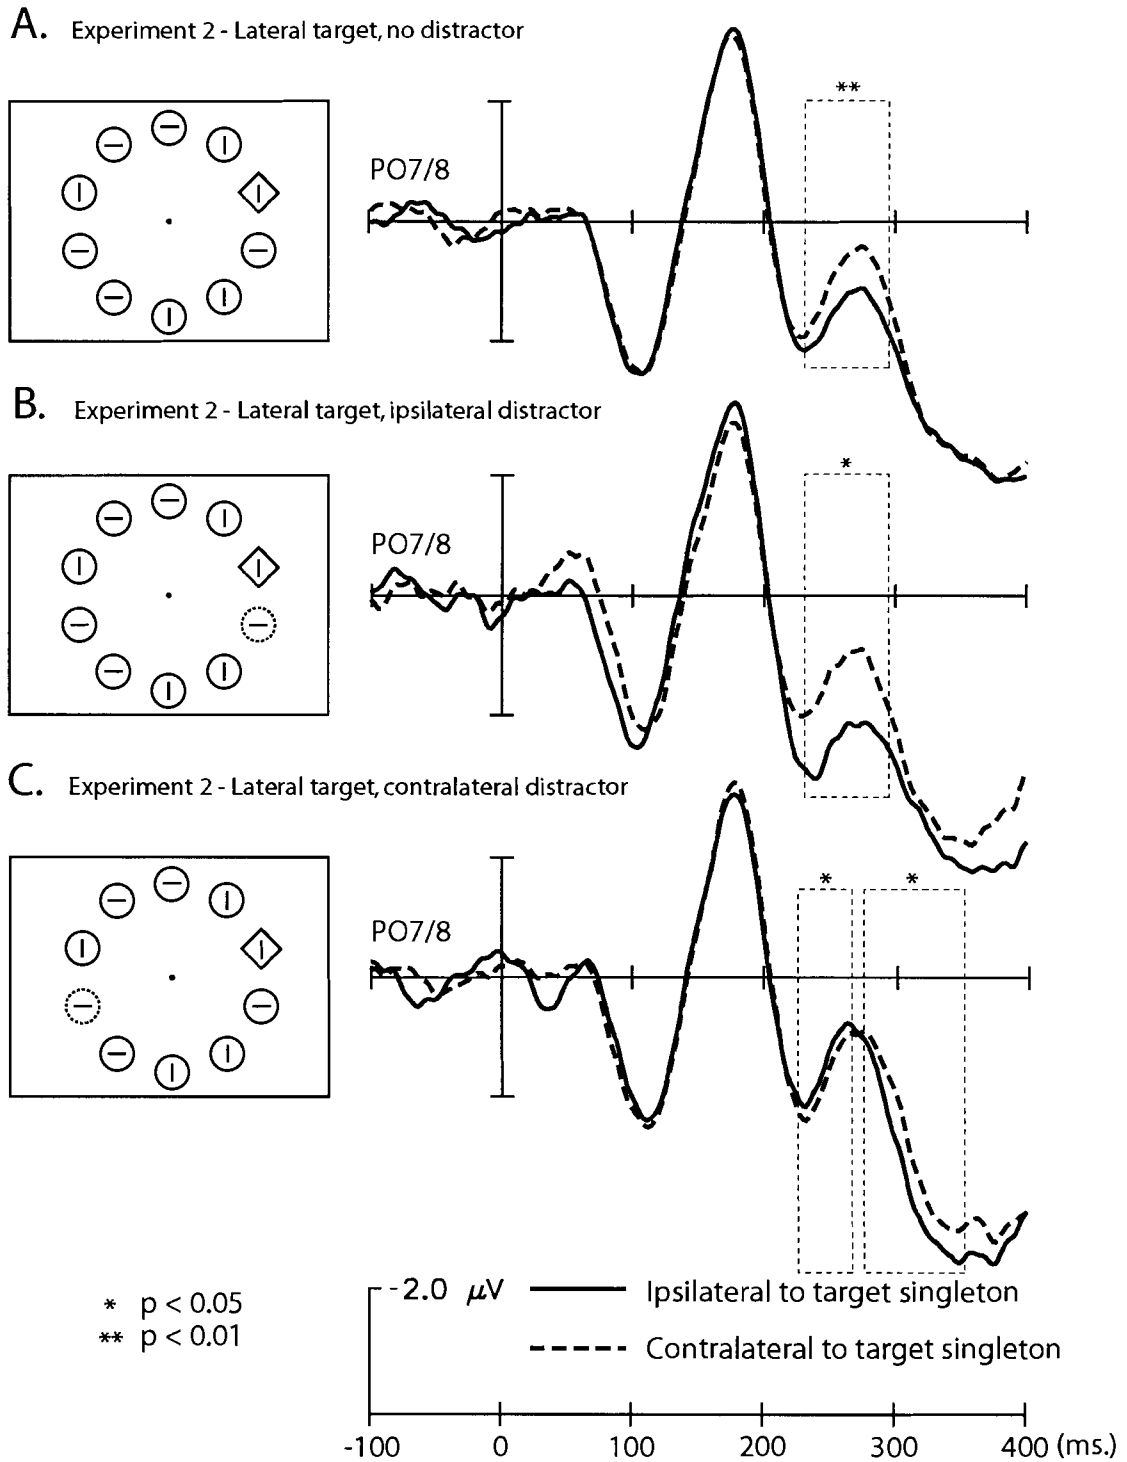 A. Experiment 2 - Lateral target, no distractor
**
PO7/8
B. Experiment 2 - Lateral target, ipsilateral distractor
*
PO7/8
C. Experiment 2 - Lateral target, contralateral distractor
* *
PO7/8
-2.0 μV
Ipsilateral to target singleton
* p < 0.05
** p < 0.01
Contralateral to target singleton
-100 0 100 200 300 400 (ms.)